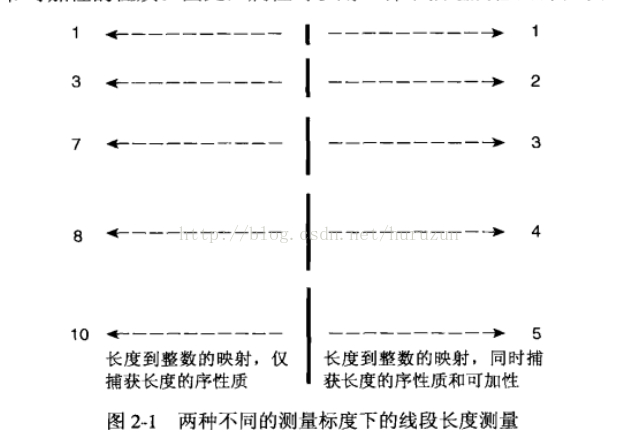 1 1
3 2
7 3
8 4
http://blog.csdn.net/huruzun
10 5
长度到整数的映射，仅
捕获长度的序性质
长度到整数的映射，同时捕
获长度的序性质和可加性
图 2-1 两种不同的测量标度下的线段长度测量